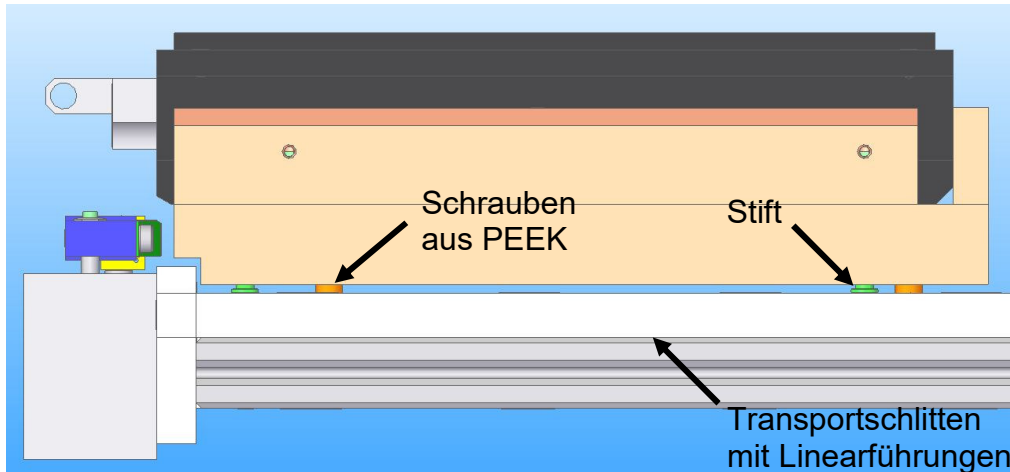 Schrauben
aus PEEK
Stift
Transportschlitten
mit Linearführungen